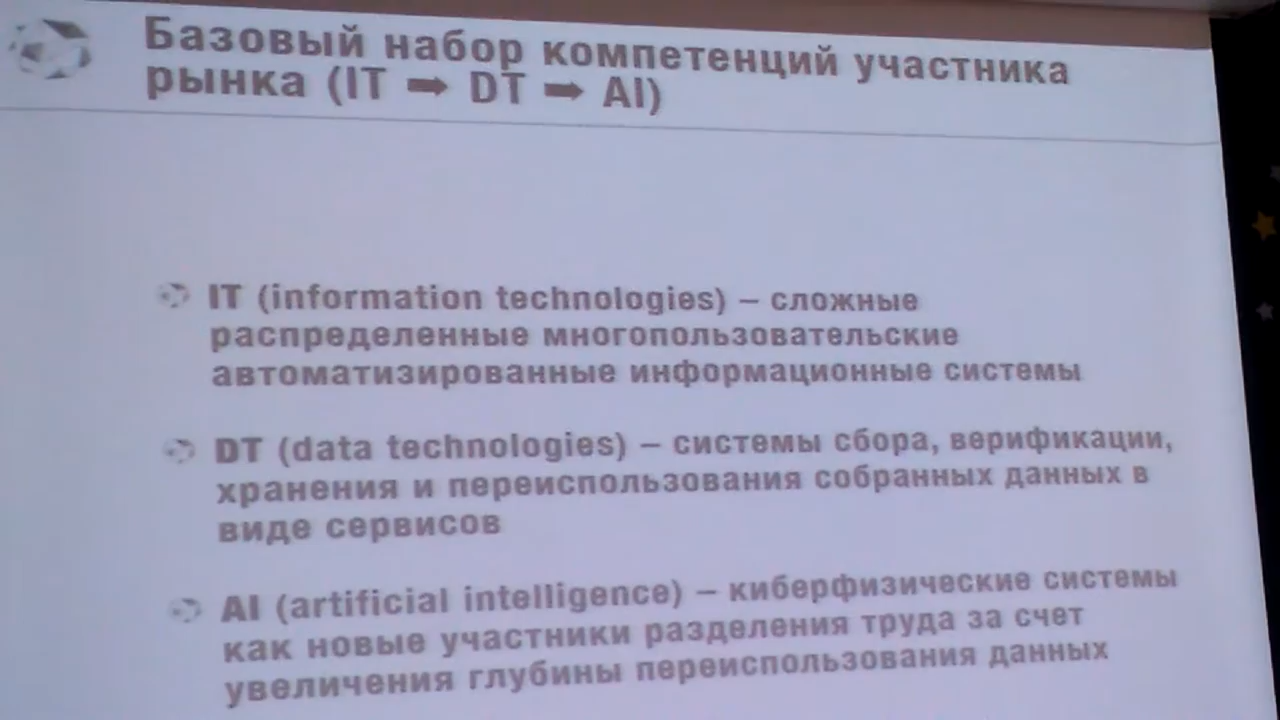 Базовый набор компетенций участника
рынка (IT ➡ DT ➡ AI)
IT (information technologies) – сложные
распределенные многопользовательские
автоматизированные информационные системы
DT (data technologies) – системы сбора, верификации,
хранения и переиспользования собранных данных в
виде сервисов
AI (artificial intelligence) – киберфизические системы
как новые участники разделения труда за счет
увеличения глубины переиспользования данных